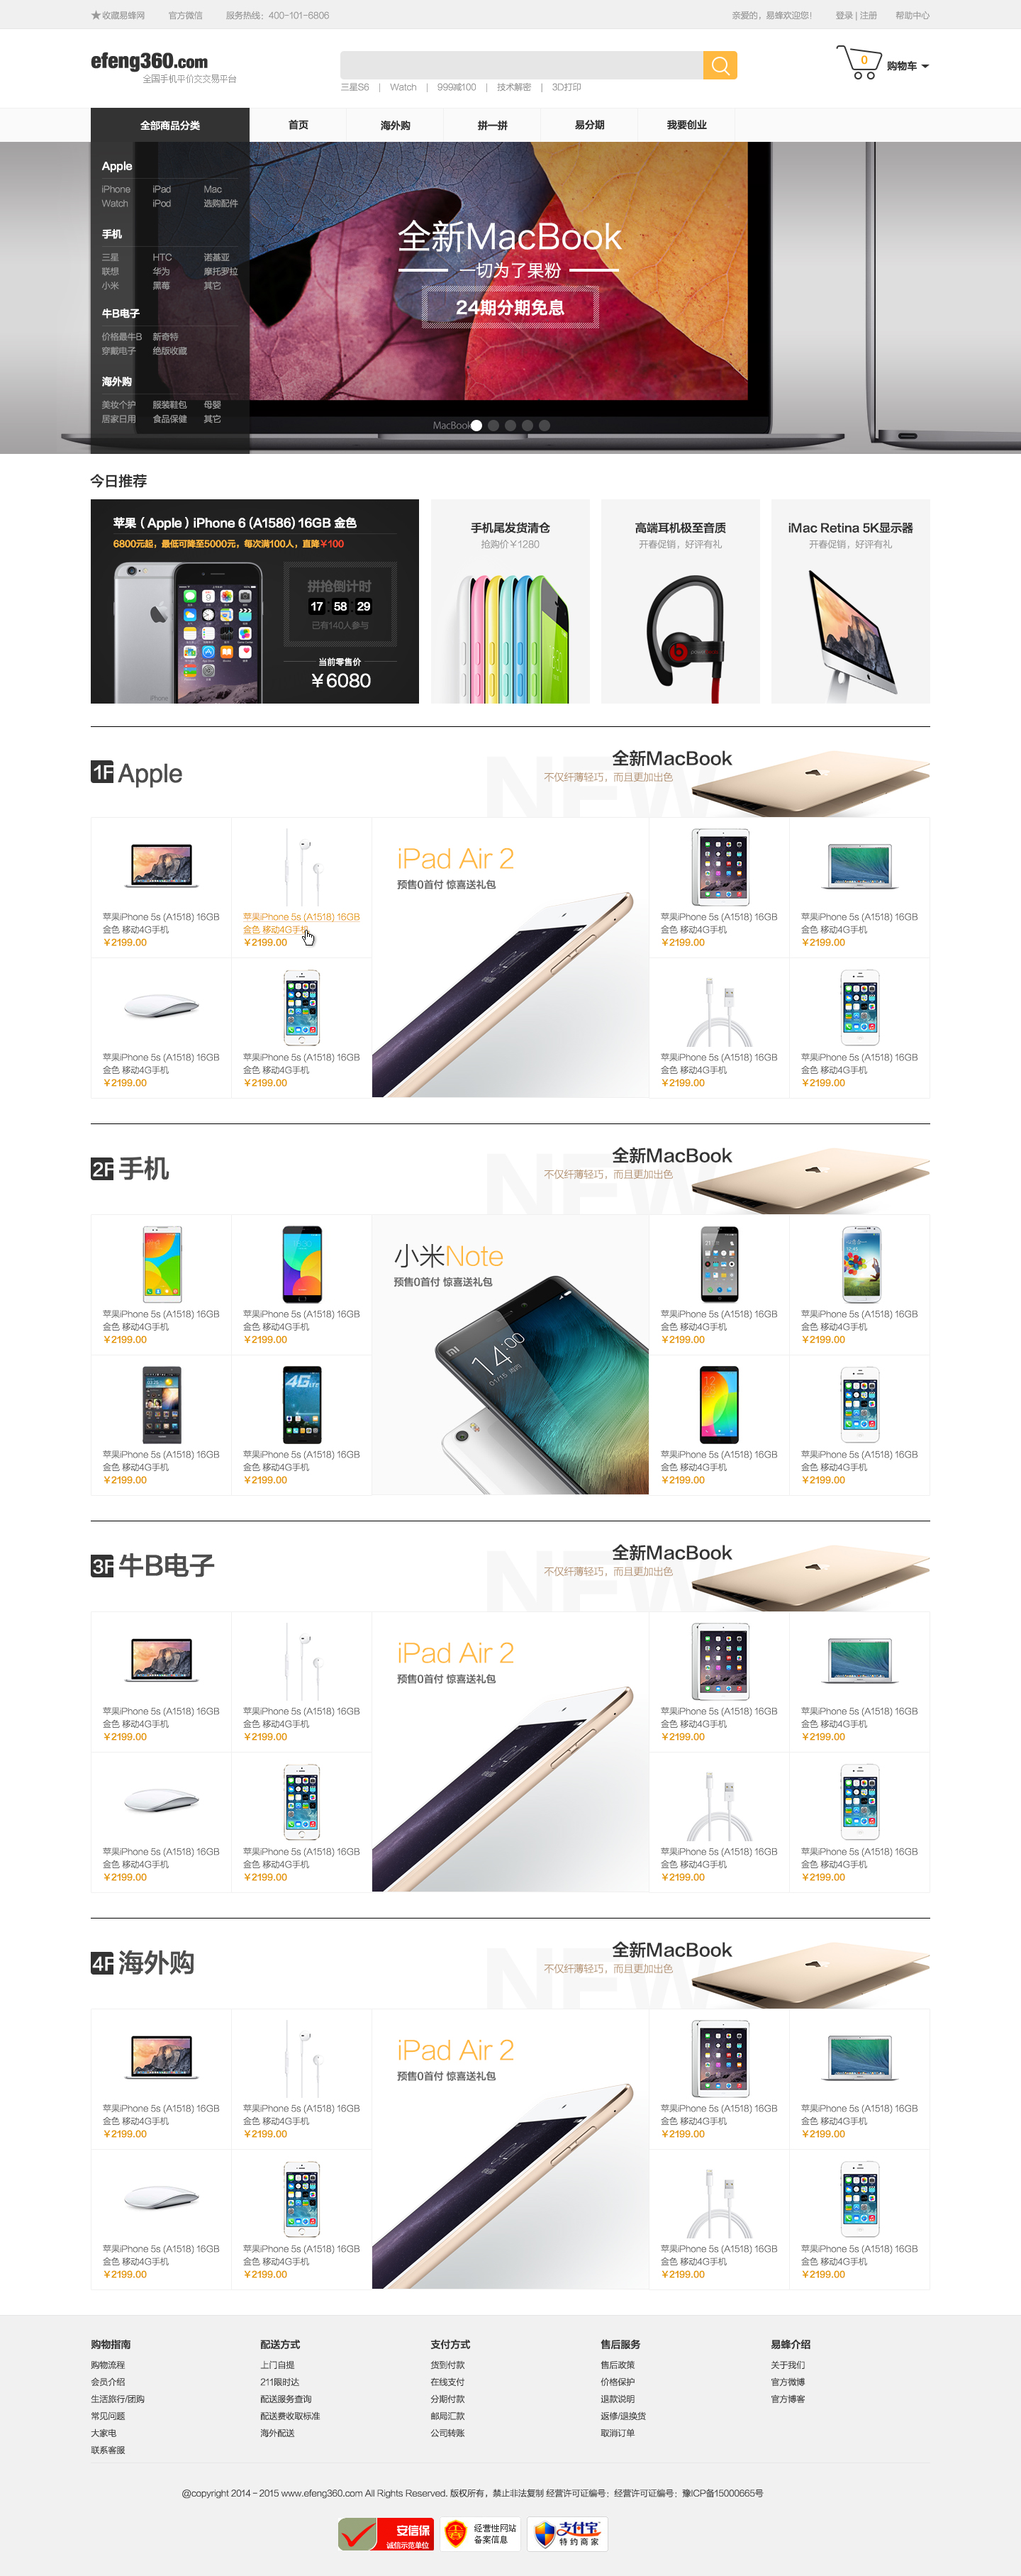 ★收藏易蜂网 官方微信 服务热线：400-101-6806 亲爱的，易蜂欢迎您！ 登录 | 注册 帮助中心
efeng360.com
全国手机平价交易平台
0 购物车
三星S6 | Watch | 999减100 | 技术解密 | 3D打印
全部商品分类 首页 海外购 拼一拼 易分期 我要创业
Apple
iPhone iPad Mac
Watch iPod 选购配件
手机
三星 HTC 诺基亚
联想 华为 摩托罗拉
小米 黑莓 其它
牛B电子
价格最牛B 新奇特
穿戴电子 绝版收藏
海外购
美妆个护 服装鞋包 母婴
居家日用 食品保健 其它
全新MacBook
一切为了果粉
24期分期免息
MacBook
今日推荐
苹果（Apple）iPhone 6 (A1586) 16GB 金色
6800元起，最低可降至5000元，每次满100人，直降￥100
拼抢倒计时
17 : 58 : 29
已有140人参与
当前零售价
￥6080
iPhone
手机尾发货清仓
抢购价￥1280
高端耳机极至音质
开春促销，好评有礼
iMac Retina 5K显示器
开春促销，好评有礼
1F Apple
NEW
全新MacBook
不仅纤薄轻巧，而且更加出色
苹果iPhone 5s (A1518) 16GB
金色 移动4G手机
￥2199.00
苹果iPhone 5s (A1518) 16GB
金色 移动4G手机
￥2199.00
iPad Air 2
预售0首付 惊喜送礼包
苹果iPhone 5s (A1518) 16GB
金色 移动4G手机
￥2199.00
苹果iPhone 5s (A1518) 16GB
金色 移动4G手机
￥2199.00
苹果iPhone 5s (A1518) 16GB
金色 移动4G手机
￥2199.00
苹果iPhone 5s (A1518) 16GB
金色 移动4G手机
￥2199.00
苹果iPhone 5s (A1518) 16GB
金色 移动4G手机
￥2199.00
苹果iPhone 5s (A1518) 16GB
金色 移动4G手机
￥2199.00
2F 手机
NEW
全新MacBook
不仅纤薄轻巧，而且更加出色
苹果iPhone 5s (A1518) 16GB
金色 移动4G手机
￥2199.00
苹果iPhone 5s (A1518) 16GB
金色 移动4G手机
￥2199.00
小米Note
预售0首付 惊喜送礼包
mi
14:00
苹果iPhone 5s (A1518) 16GB
金色 移动4G手机
￥2199.00
苹果iPhone 5s (A1518) 16GB
金色 移动4G手机
￥2199.00
4G LTE
苹果iPhone 5s (A1518) 16GB
金色 移动4G手机
￥2199.00
苹果iPhone 5s (A1518) 16GB
金色 移动4G手机
￥2199.00
苹果iPhone 5s (A1518) 16GB
金色 移动4G手机
￥2199.00
苹果iPhone 5s (A1518) 16GB
金色 移动4G手机
￥2199.00
3F 牛B电子
NEW
全新MacBook
不仅纤薄轻巧，而且更加出色
苹果iPhone 5s (A1518) 16GB
金色 移动4G手机
￥2199.00
苹果iPhone 5s (A1518) 16GB
金色 移动4G手机
￥2199.00
iPad Air 2
预售0首付 惊喜送礼包
苹果iPhone 5s (A1518) 16GB
金色 移动4G手机
￥2199.00
苹果iPhone 5s (A1518) 16GB
金色 移动4G手机
￥2199.00
苹果iPhone 5s (A1518) 16GB
金色 移动4G手机
￥2199.00
苹果iPhone 5s (A1518) 16GB
金色 移动4G手机
￥2199.00
苹果iPhone 5s (A1518) 16GB
金色 移动4G手机
￥2199.00
苹果iPhone 5s (A1518) 16GB
金色 移动4G手机
￥2199.00
4F 海外购
NEW
全新MacBook
不仅纤薄轻巧，而且更加出色
苹果iPhone 5s (A1518) 16GB
金色 移动4G手机
￥2199.00
苹果iPhone 5s (A1518) 16GB
金色 移动4G手机
￥2199.00
iPad Air 2
预售0首付 惊喜送礼包
苹果iPhone 5s (A1518) 16GB
金色 移动4G手机
￥2199.00
苹果iPhone 5s (A1518) 16GB
金色 移动4G手机
￥2199.00
苹果iPhone 5s (A1518) 16GB
金色 移动4G手机
￥2199.00
苹果iPhone 5s (A1518) 16GB
金色 移动4G手机
￥2199.00
苹果iPhone 5s (A1518) 16GB
金色 移动4G手机
￥2199.00
苹果iPhone 5s (A1518) 16GB
金色 移动4G手机
￥2199.00
购物指南 配送方式 支付方式 售后服务 易蜂介绍
购物流程 上门自提 货到付款 售后政策 关于我们
会员介绍 211限时达 在线支付 价格保护 官方微博
生活旅行/团购 配送服务查询 分期付款 退款说明 官方博客
常见问题 配送费收取标准 邮局汇款 返修/退换货
大家电 海外配送 公司转账 取消订单
联系客服
@copyright 2014 - 2015 www.efeng360.com All Rights Reserved. 版权所有，禁止非法复制 经营许可证编号：经营许可证编号：豫ICP备15000665号
安信保
诚信示范单位
经营性网站
备案信息
支付宝
特约商家